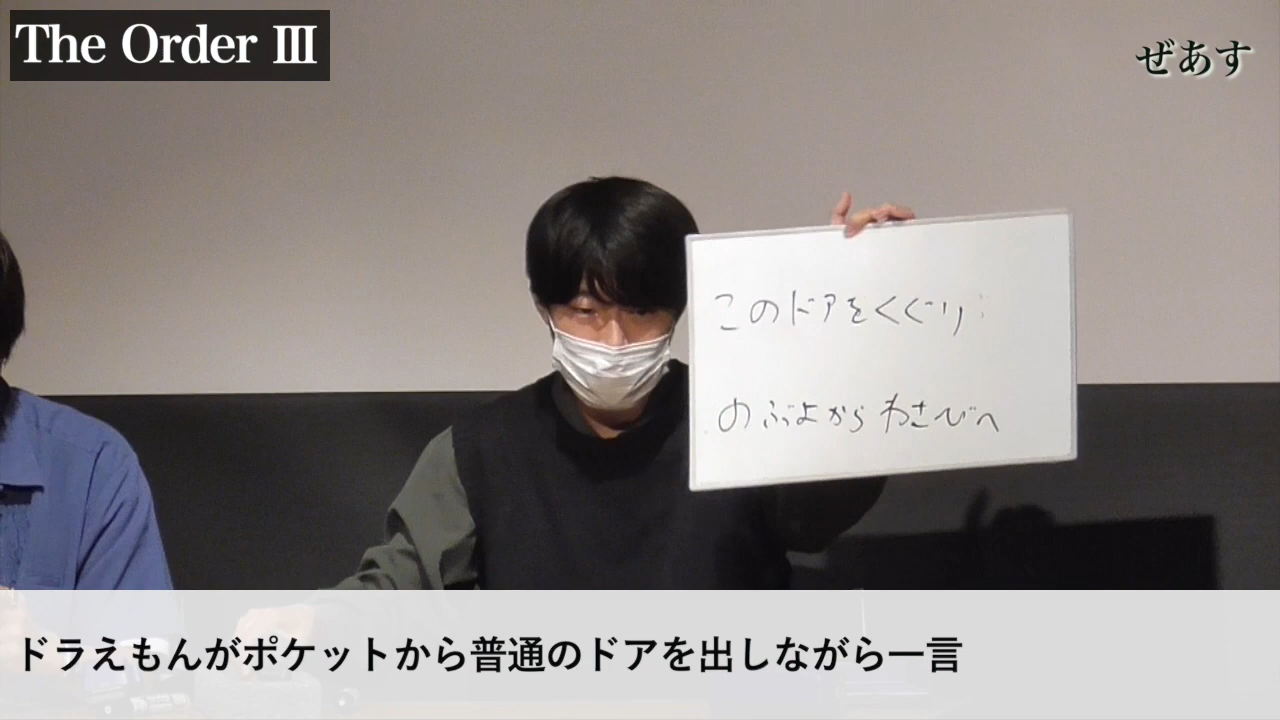 The Order Ⅲ
ぜあす
このドアをくぐり
のぶよからわさびへ
ドラえもんがポケットから普通のドアを出しながら一言